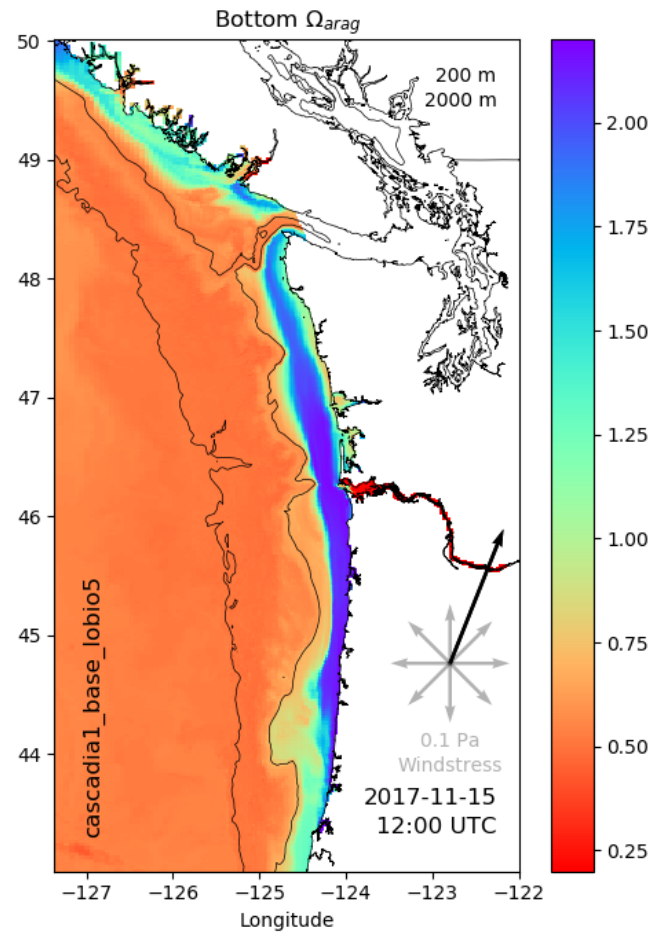 Bottom Ω_arag
50
49
48
47
46
45
44
200 m
2000 m
cascadia1_base_lobio5
0.1 Pa
Windstress
2017-11-15
12:00 UTC
−127 −126 −125 −124 −123 −122
Longitude
2.00
1.75
1.50
1.25
1.00
0.75
0.50
0.25